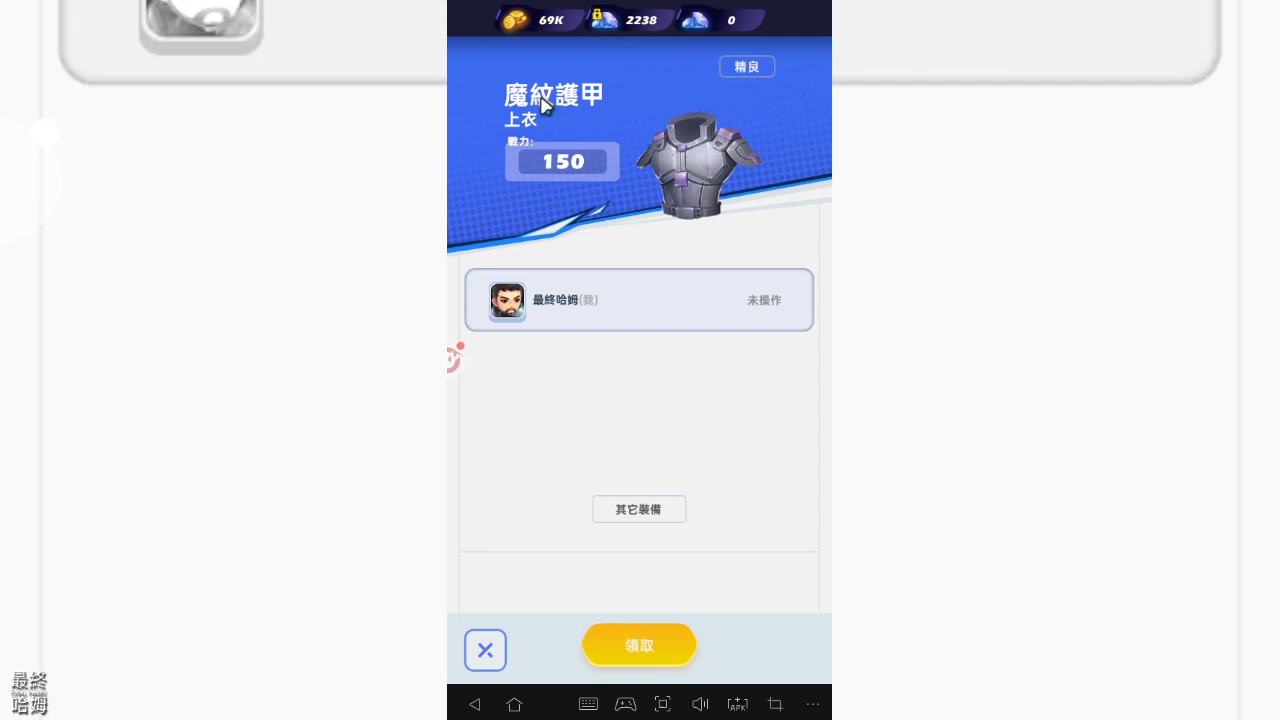 69K
2238
0
精良
魔紋護甲
上衣
戰力:
150
最終哈姆(我)
未操作
其它裝備
領取
APK
最終
哈姆